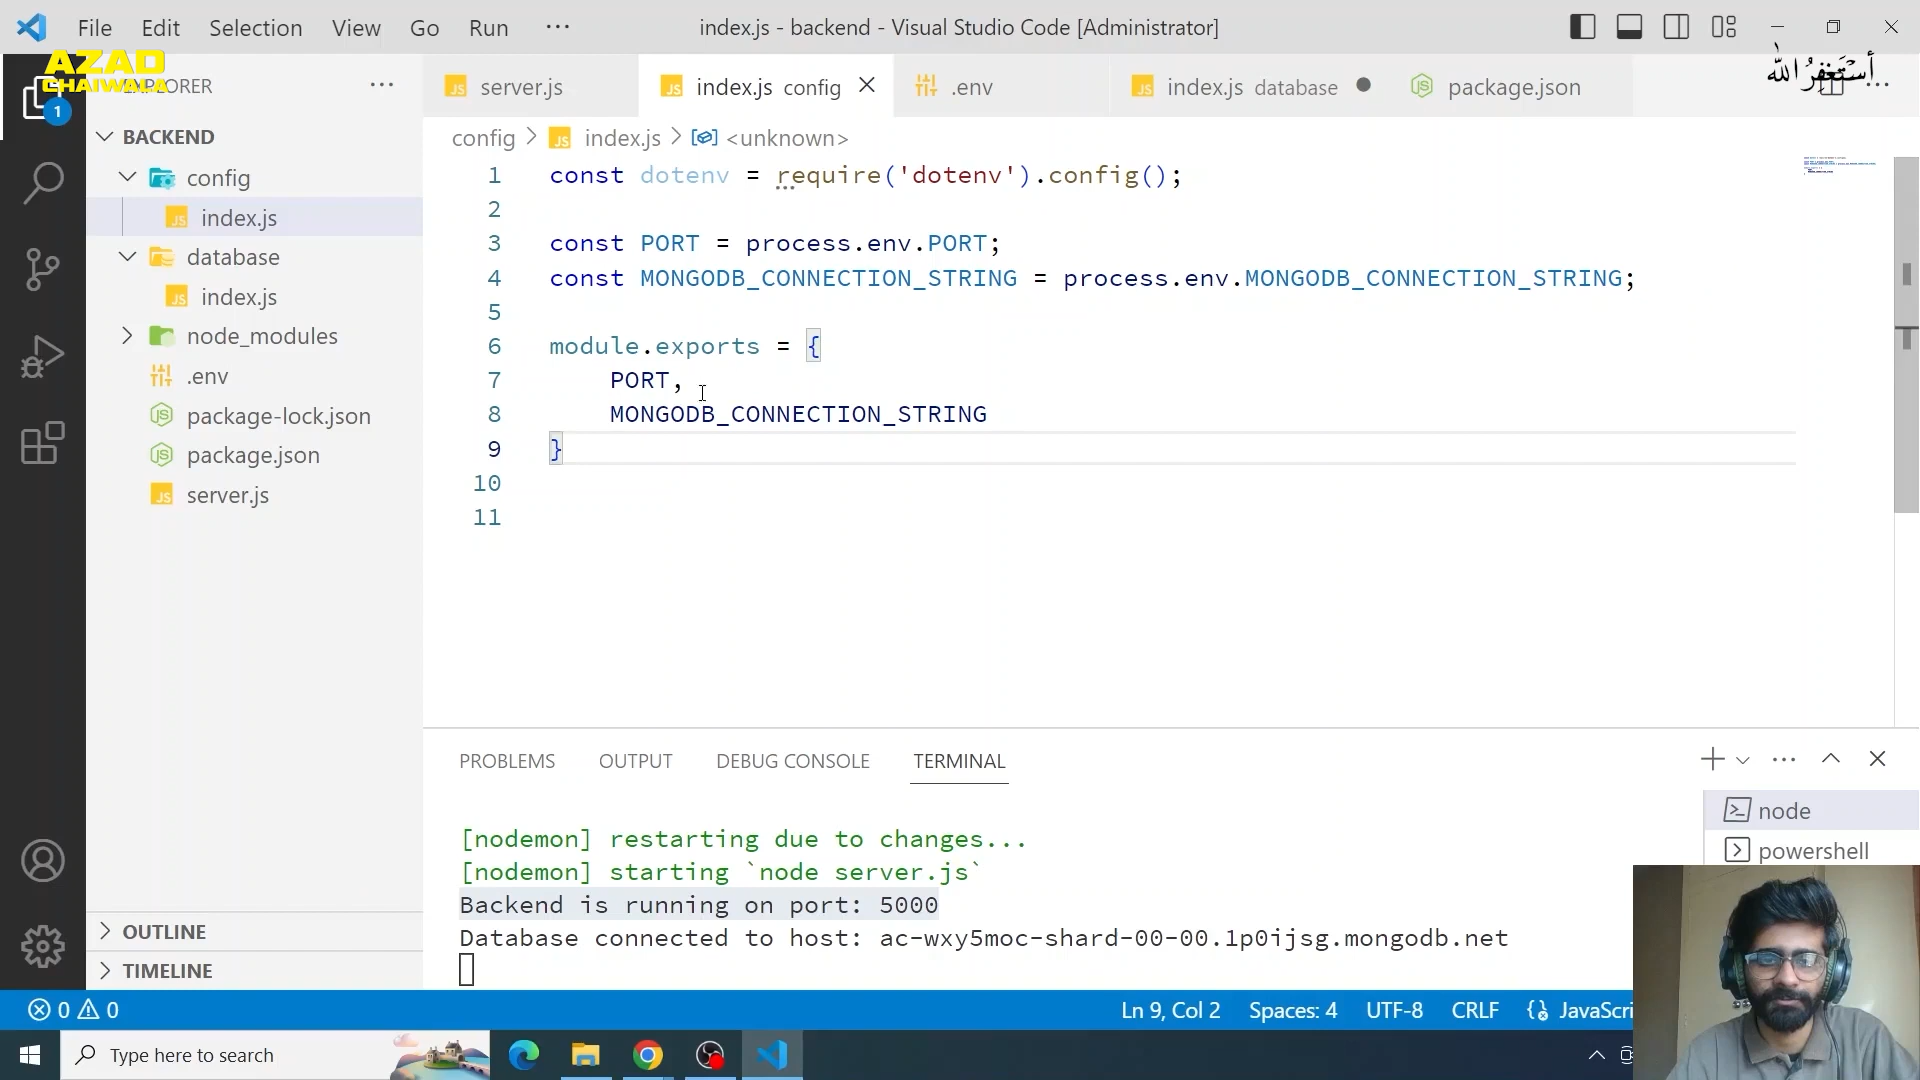 File Edit Selection View Go Run ··· index.js - backend - Visual Studio Code [Administrator]
AZAD
CHAIWALA
EXPLORER ···
أستغفر الله
server.js index.js config .env index.js database package.json
1
BACKEND
config
index.js
database
index.js
node_modules
.env
package-lock.json
package.json
server.js
OUTLINE
TIMELINE
config > index.js > <unknown>
1 const dotenv = require('dotenv').config();
2
3 const PORT = process.env.PORT;
4 const MONGODB_CONNECTION_STRING = process.env.MONGODB_CONNECTION_STRING;
5
6 module.exports = {
7 PORT,
8 MONGODB_CONNECTION_STRING
9 }
10
11
PROBLEMS OUTPUT DEBUG CONSOLE TERMINAL
[nodemon] restarting due to changes...
[nodemon] starting `node server.js`
Backend is running on port: 5000
Database connected to host: ac-wxy5moc-shard-00-00.1p0ijsg.mongodb.net
node
powershell
0 0 Ln 9, Col 2 Spaces: 4 UTF-8 CRLF JavaScri
Type here to search